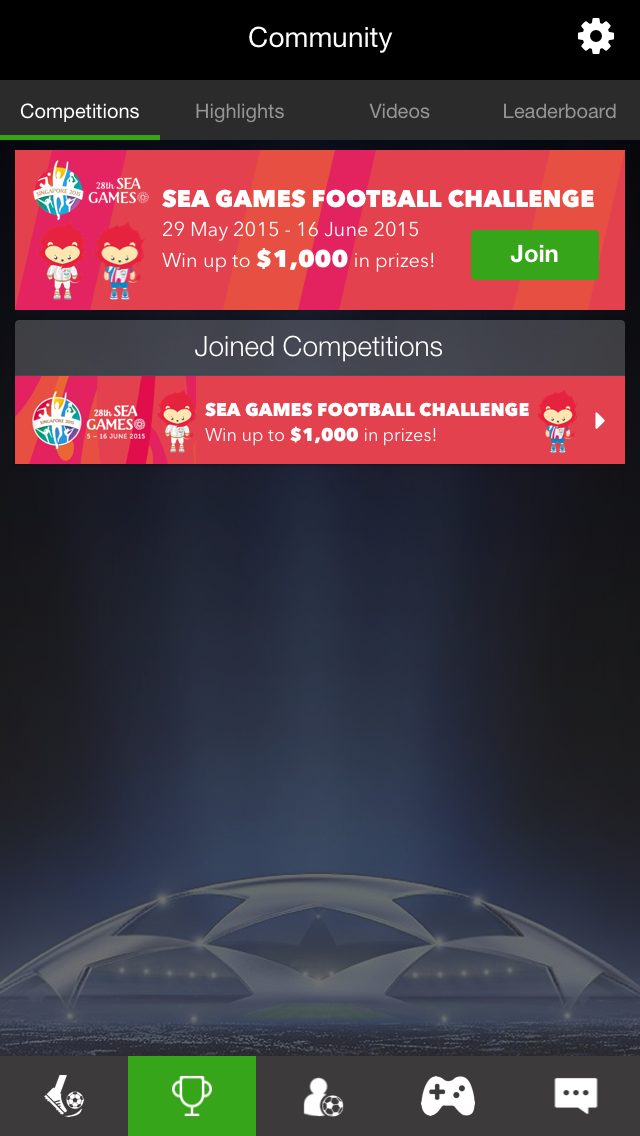 Community
Competitions
Highlights
Videos
Leaderboard
SINGAPORE 2015
28th SEA
GAMES
SEA GAMES FOOTBALL CHALLENGE
29 May 2015 - 16 June 2015
Win up to $1,000 in prizes!
Join
Joined Competitions
SINGAPORE 2015
28th SEA
GAMES
5 – 16 JUNE 2015
SEA GAMES FOOTBALL CHALLENGE
Win up to $1,000 in prizes!